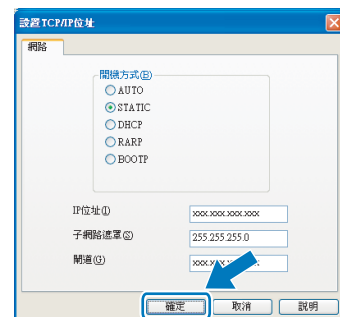 設置TCP/IP位址
網路
開機方式(B)
AUTO
STATIC
DHCP
RARP
BOOTP
IP位址(I) xxx.xxx.xxx.xxx
子網路遮罩(S) 255.255.255.0
閘道(G) xxx.xxx.
確定 取消 說明